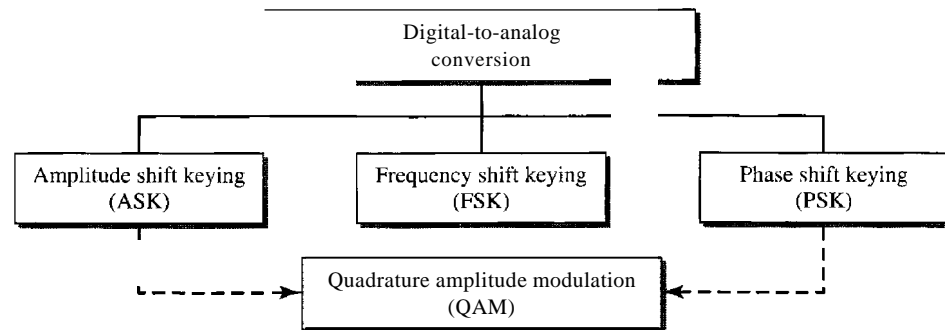 Digital-to-analog
conversion
Amplitude shift keying
(ASK)
Frequency shift keying
(FSK)
Phase shift keying
(PSK)
Quadrature amplitude modulation
(QAM)